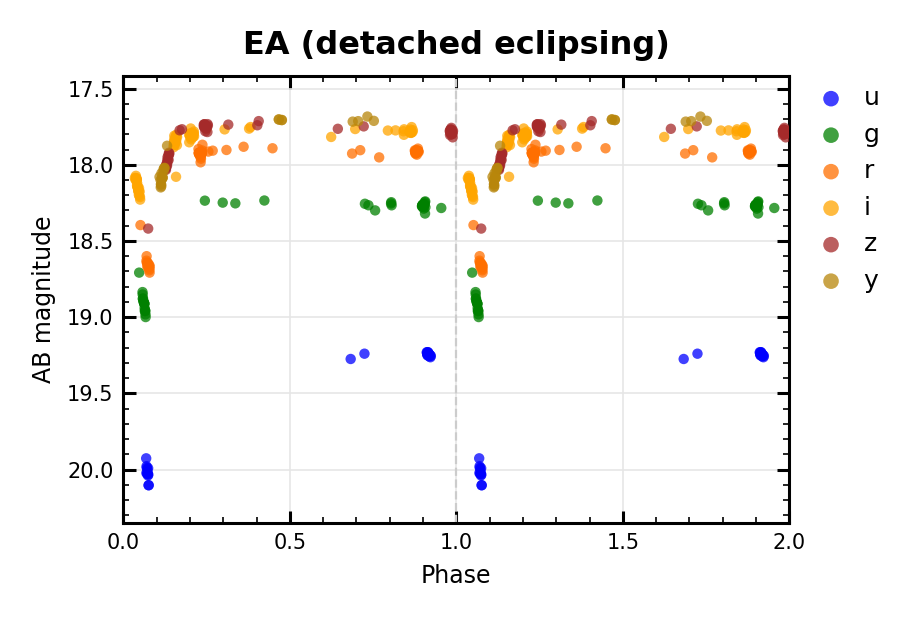 EA (detached eclipsing)
17.5
18.0
18.5
19.0
19.5
20.0
AB magnitude
0.0 0.5 1.0 1.5 2.0
Phase
u
g
r
i
z
y